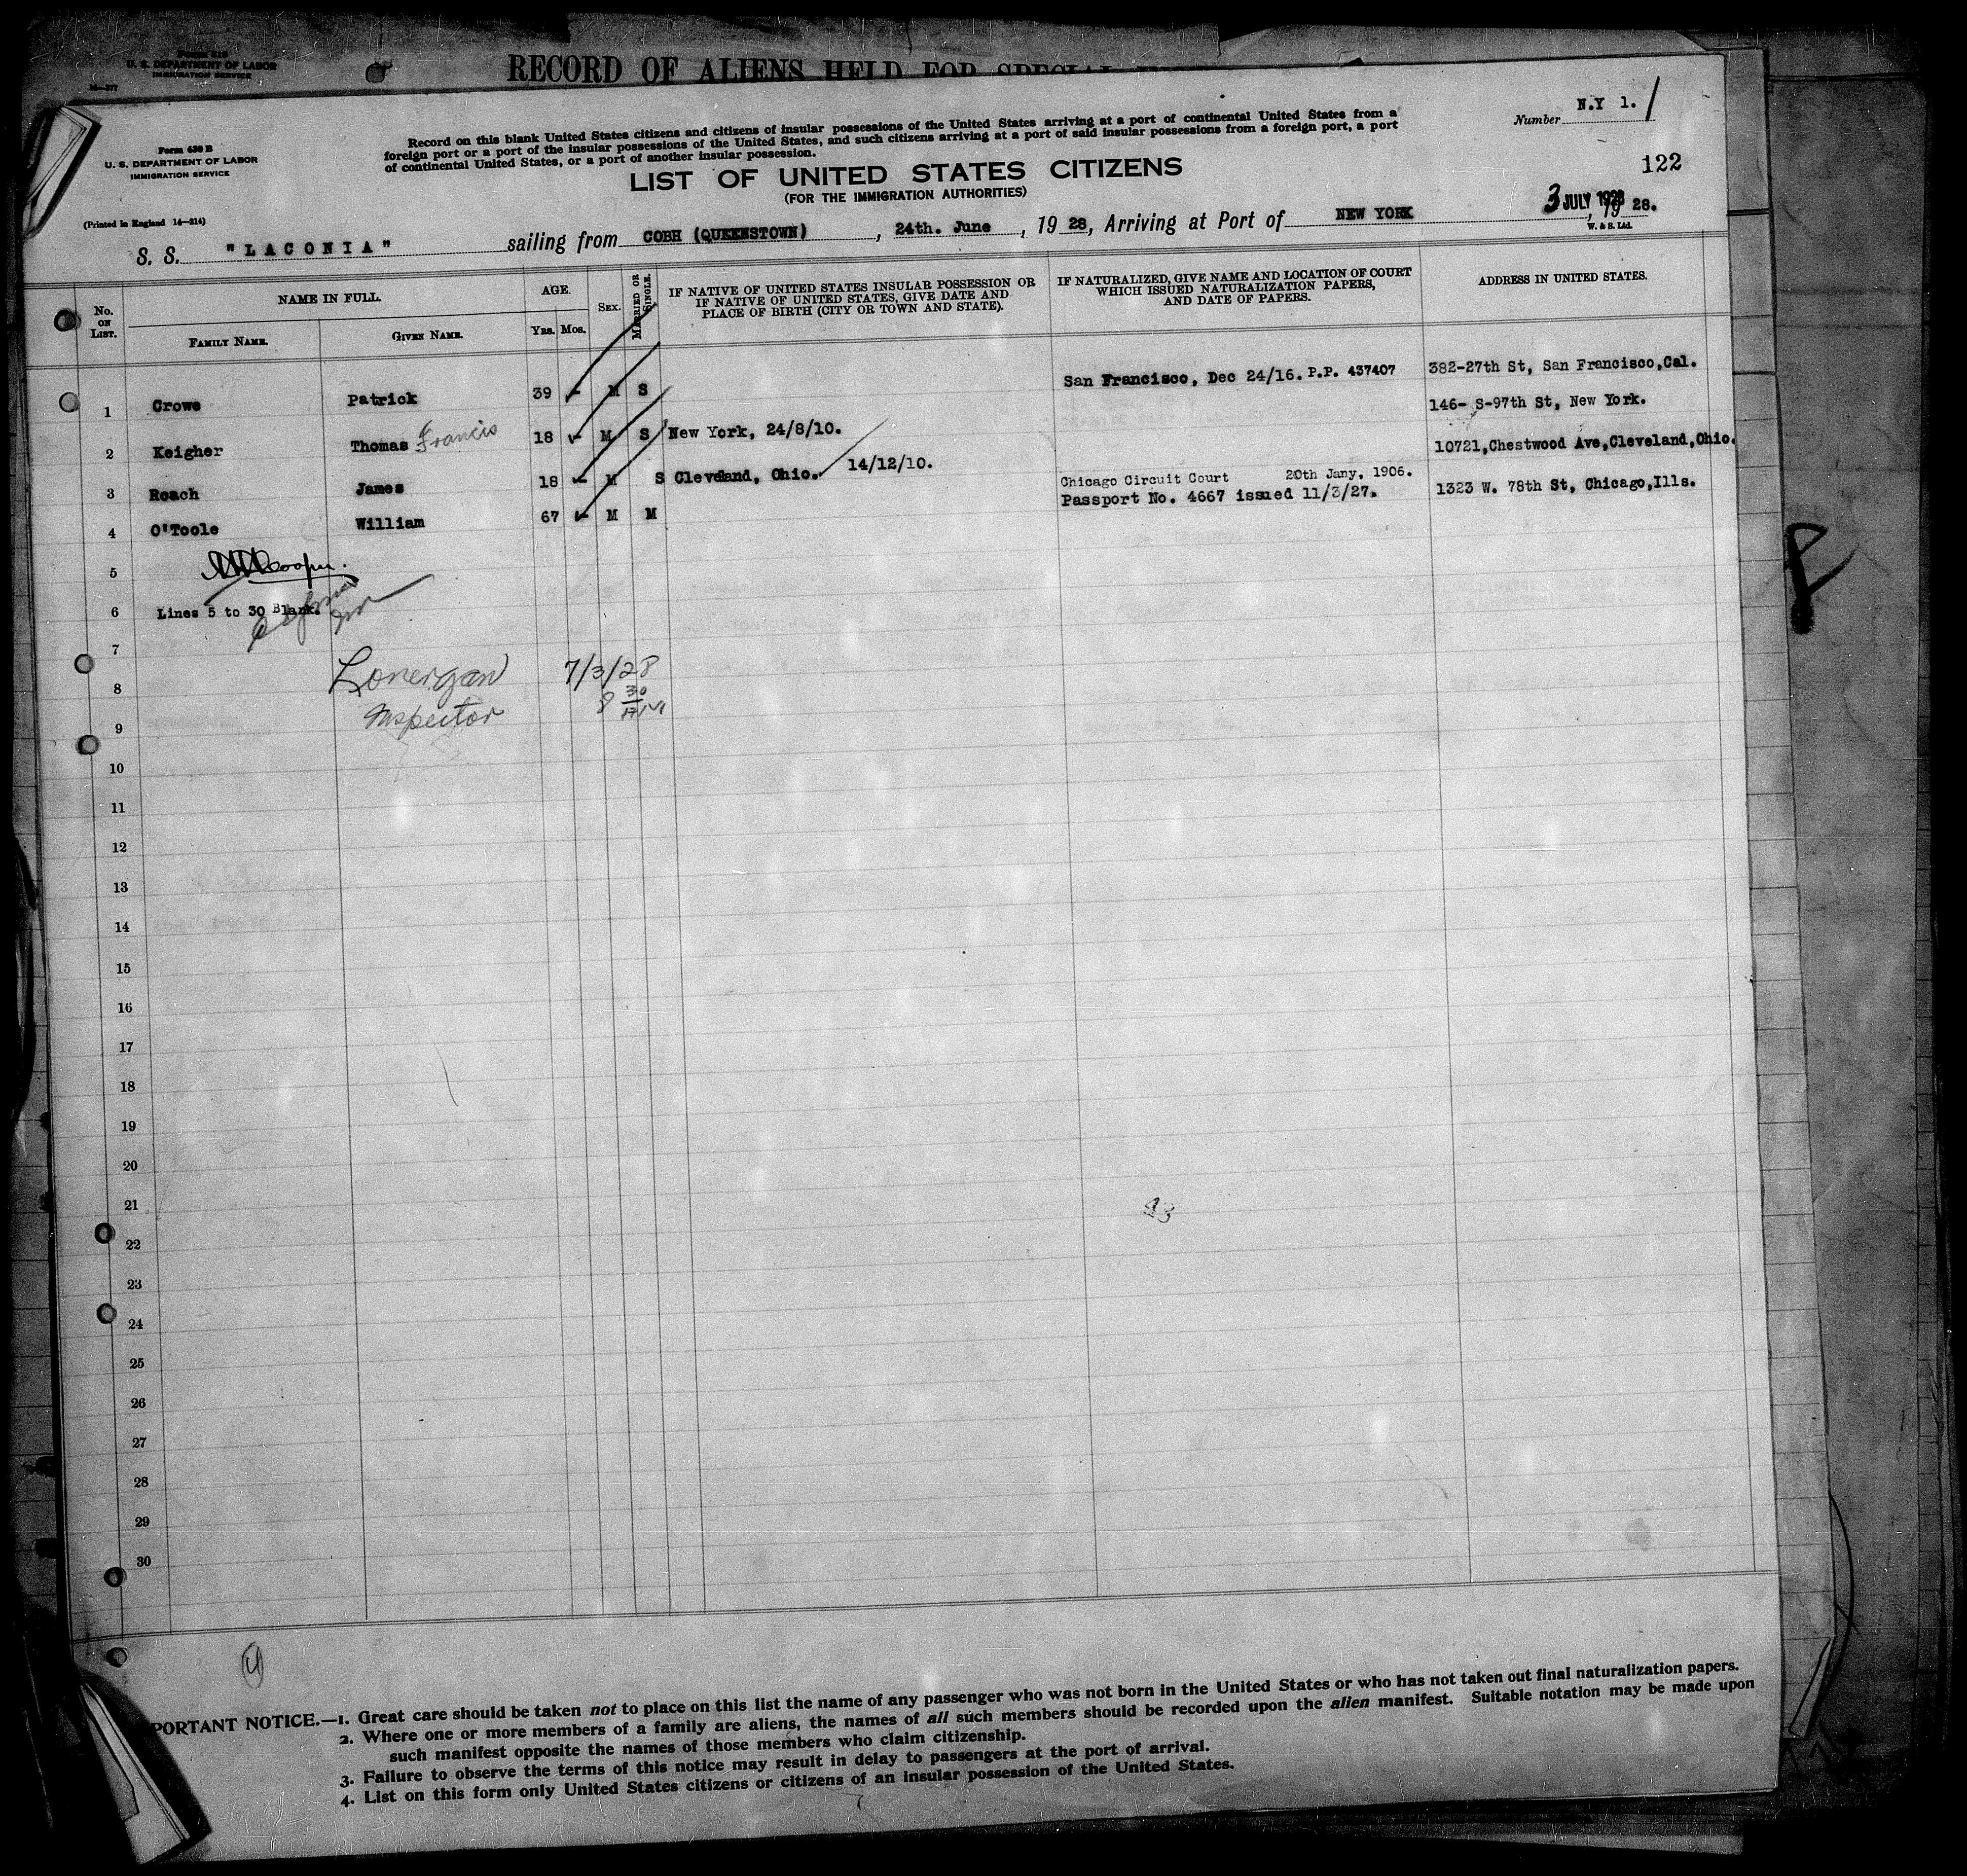 Form 616
U. S. DEPARTMENT OF LABOR
IMMIGRATION SERVICE
RECORD OF ALIENS HELD FOR SPECIAL
N.Y 1. /
Number
Record on this blank United States citizens and citizens of insular possessions of the United States arriving at a port of continental United States from a
foreign port or a port of the insular possessions of the United States, and such citizens arriving at a port of said insular possessions from a foreign port, a port
of continental United States, or a port of another insular possession.
Form 630 B
U. S. DEPARTMENT OF LABOR
IMMIGRATION SERVICE
122
LIST OF UNITED STATES CITIZENS
(FOR THE IMMIGRATION AUTHORITIES)
(Printed in England 14—214)
3 JULY 1928
S. S. "LACONIA" sailing from COBH (QUEENSTOWN), 24th. June, 19 28, Arriving at Port of NEW YORK, 19 28.
W. & S. Ltd.
No. ON LIST. NAME IN FULL. AGE. SEX. MARRIED OR SINGLE. IF NATIVE OF UNITED STATES INSULAR POSSESSION OR IF NATIVE OF UNITED STATES, GIVE DATE AND PLACE OF BIRTH (CITY OR TOWN AND STATE). IF NATURALIZED, GIVE NAME AND LOCATION OF COURT WHICH ISSUED NATURALIZATION PAPERS, AND DATE OF PAPERS. ADDRESS IN UNITED STATES.
FAMILY NAME. GIVEN NAME. YRS. MOS.
1 Crowe Patrick 39 - M S San Francisco, Dec 24/16. P.P. 437407 382-27th St, San Francisco,Cal.
2 Keigher Thomas Francis 18 - M S New York, 24/8/10. 146- S-97th St, New York.
3 Roach James 18 - M S Cleveland, Ohio. 14/12/10. 10721,Chestwood Ave,Cleveland,Ohio.
4 O'Toole William 67 - M M Chicago Circuit Court 20th Jany, 1906. 1323 W. 78th St, Chicago,Ills.
Passport No. 4667 issued 11/3/27.
5 Cooper.
6 Lines 5 to 30 Blank.
7
8 Lonergan 7/3/28
9 Inspector 8 30 AM
10
11
12
13
14
15
16
17
18
19
20
21 43
22
23
24
25
26
27
28
29
30
4
PORTANT NOTICE.—1. Great care should be taken not to place on this list the name of any passenger who was not born in the United States or who has not taken out final naturalization papers.
2. Where one or more members of a family are aliens, the names of all such members should be recorded upon the alien manifest. Suitable notation may be made upon
such manifest opposite the names of those members who claim citizenship.
3. Failure to observe the terms of this notice may result in delay to passengers at the port of arrival.
4. List on this form only United States citizens or citizens of an insular possession of the United States.